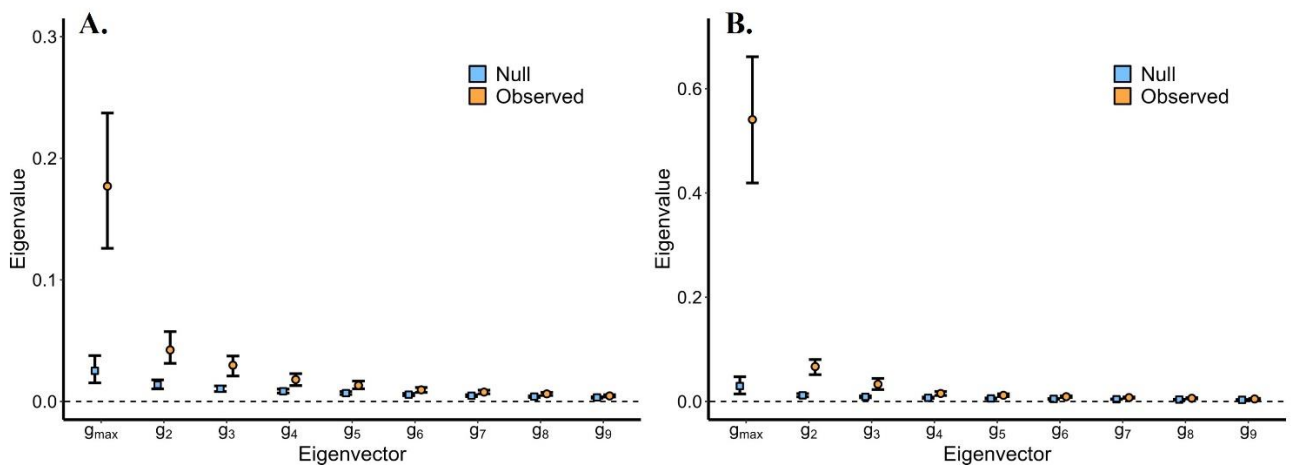 A.
0.3
0.2
0.1
0.0
Eigenvalue
Null
Observed
gmax g2 g3 g4 g5 g6 g7 g8 g9
Eigenvector
B.
0.6
0.4
0.2
0.0
Eigenvalue
Null
Observed
gmax g2 g3 g4 g5 g6 g7 g8 g9
Eigenvector